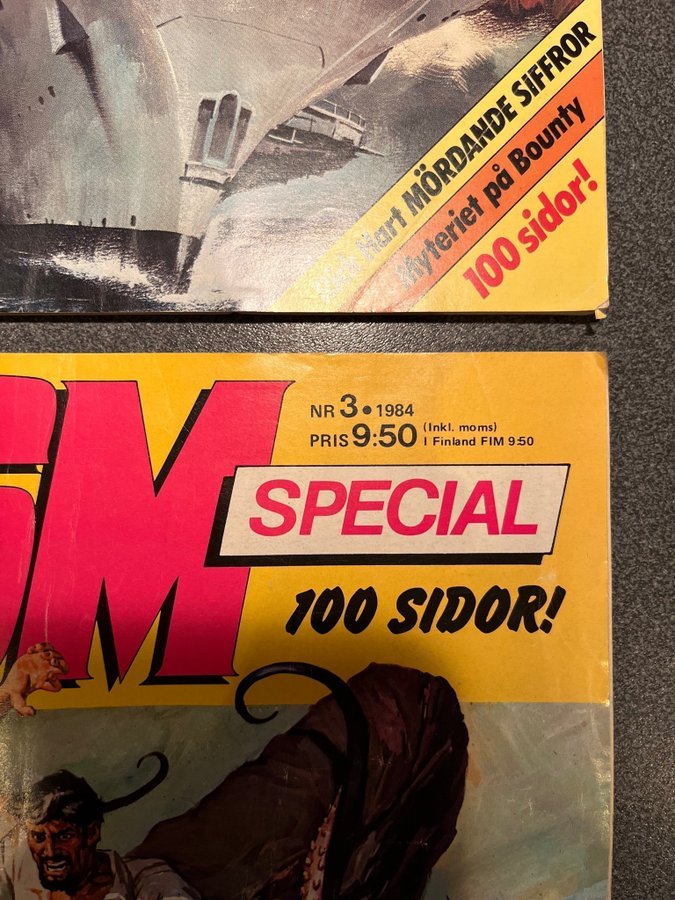 Hart MÖRDANDE SIFFROR
Myteriet på Bounty
100 sidor!
NR 3 • 1984
PRIS 9:50 (Inkl. moms)
I Finland FIM 9:50
M
SPECIAL
100 SIDOR!